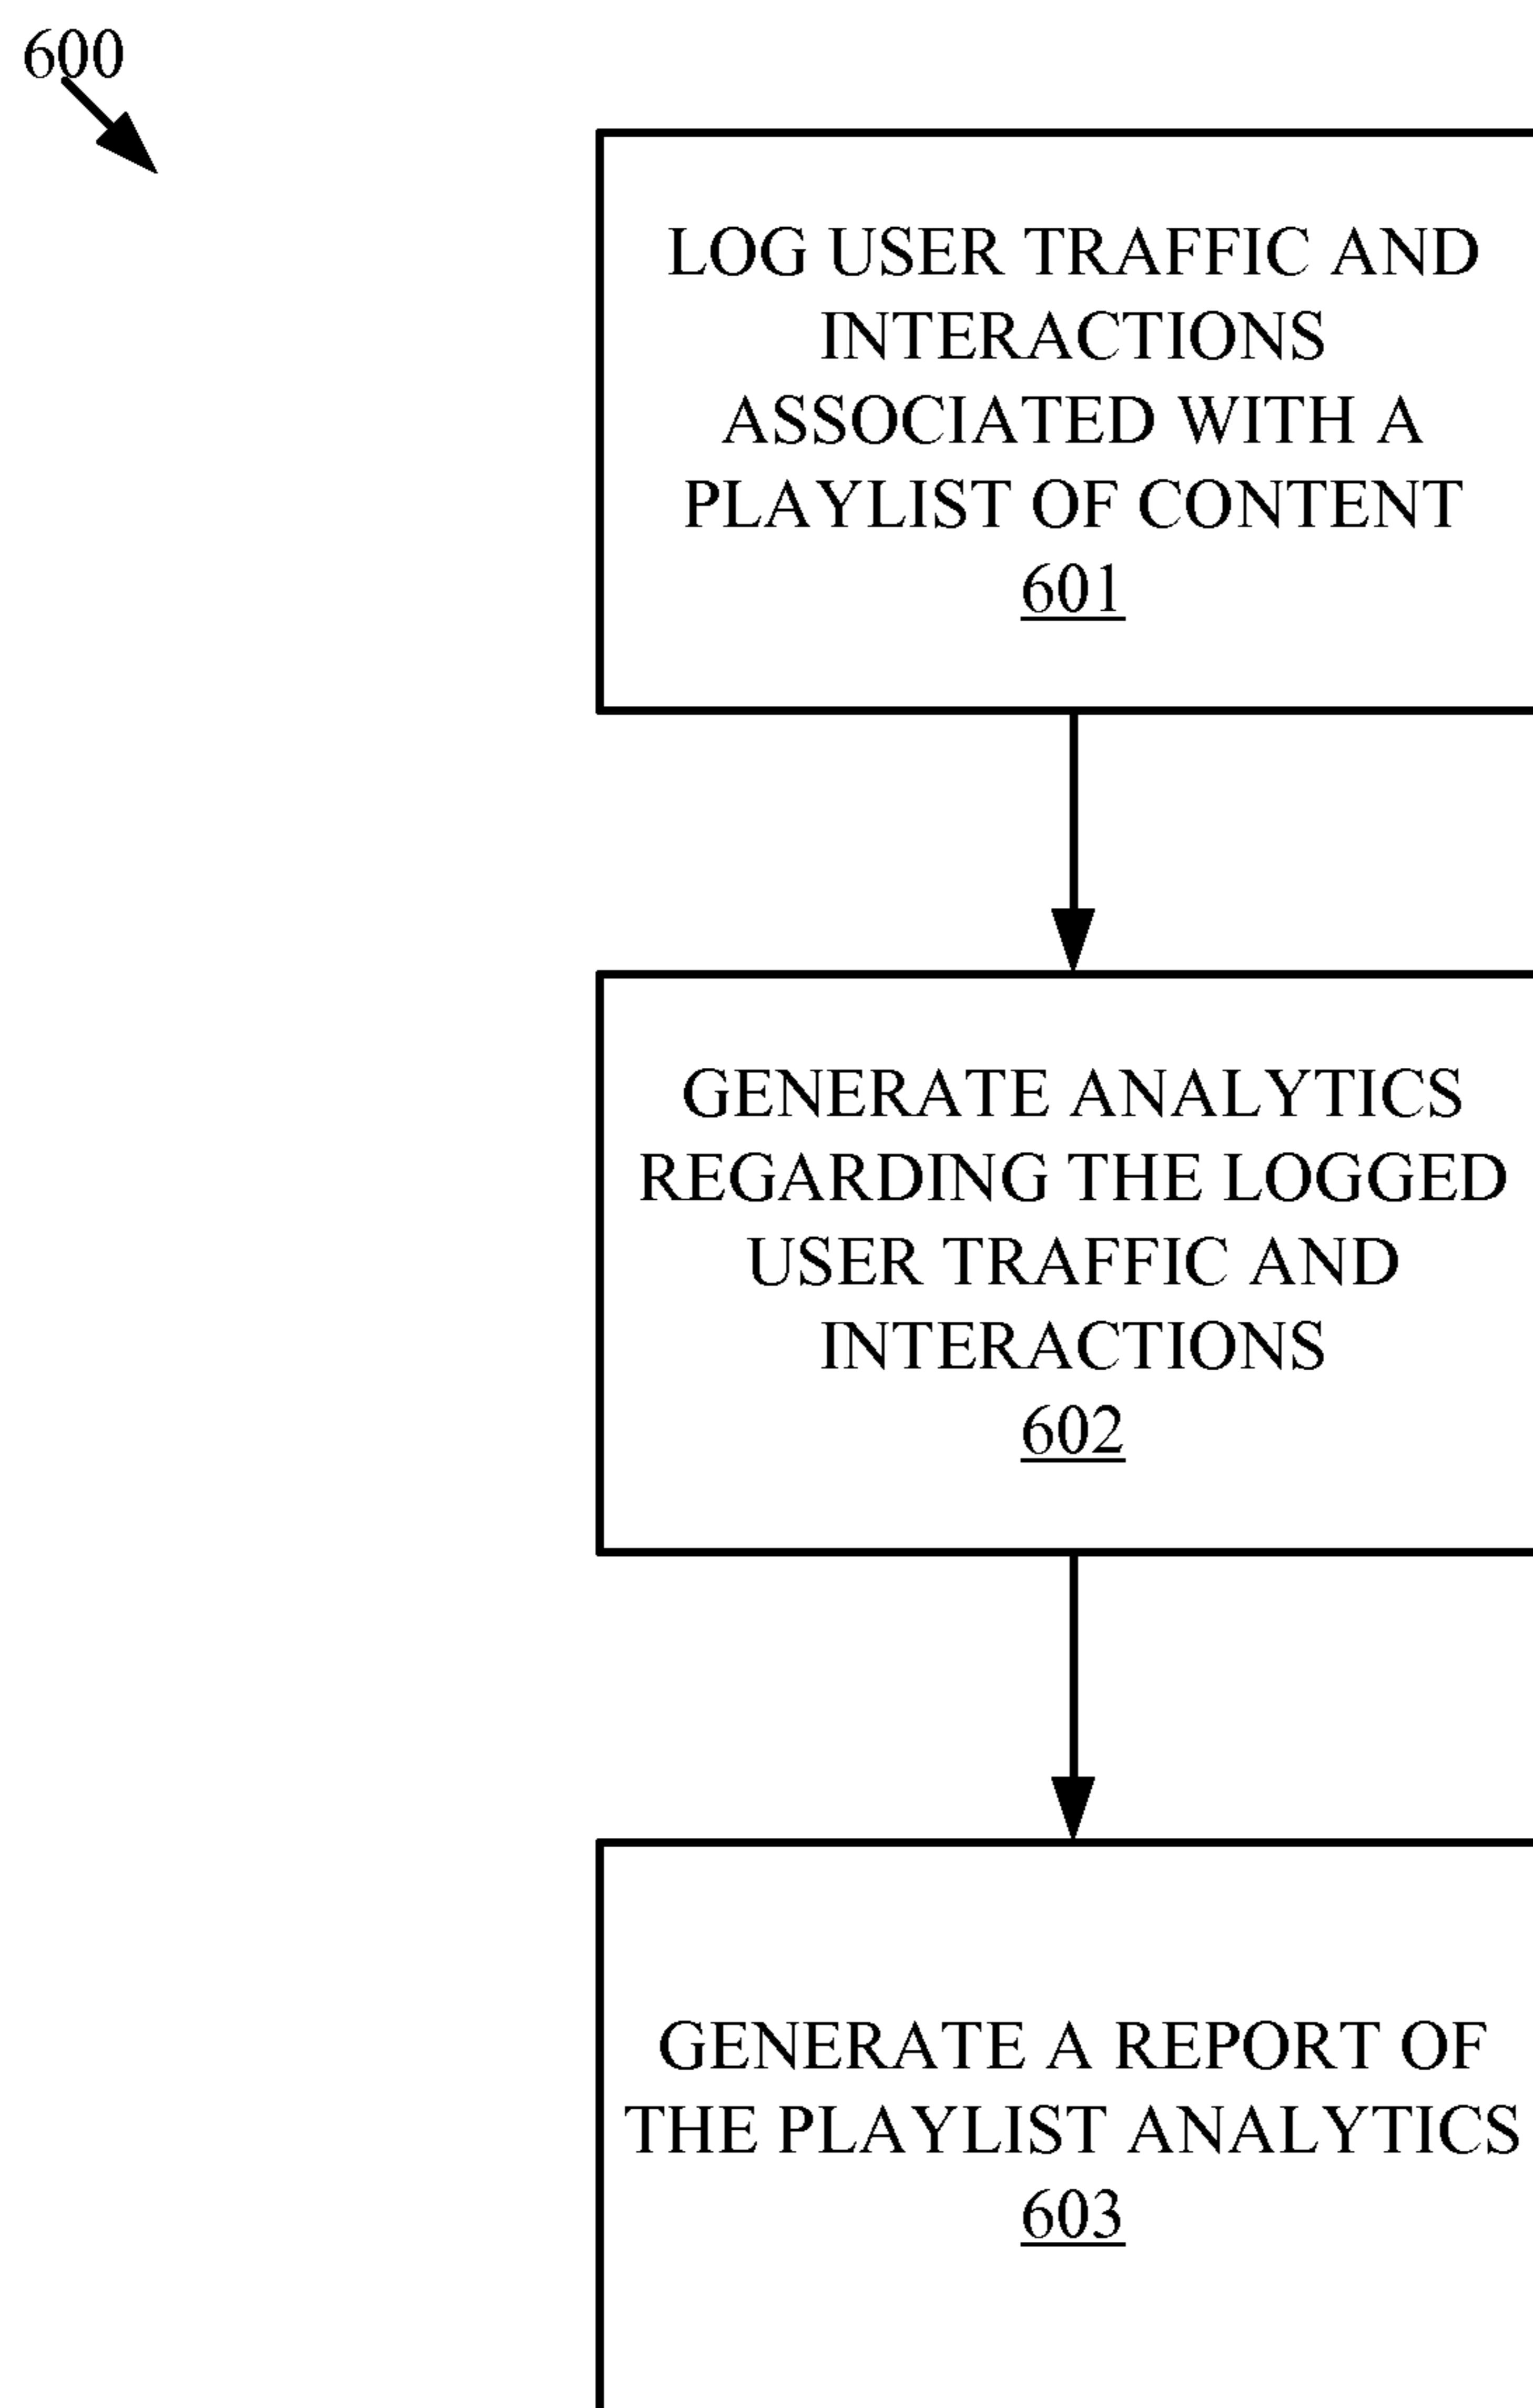 600
LOG USER TRAFFIC AND
INTERACTIONS
ASSOCIATED WITH A
PLAYLIST OF CONTENT
601
GENERATE ANALYTICS
REGARDING THE LOGGED
USER TRAFFIC AND
INTERACTIONS
602
GENERATE A REPORT OF
THE PLAYLIST ANALYTICS
603